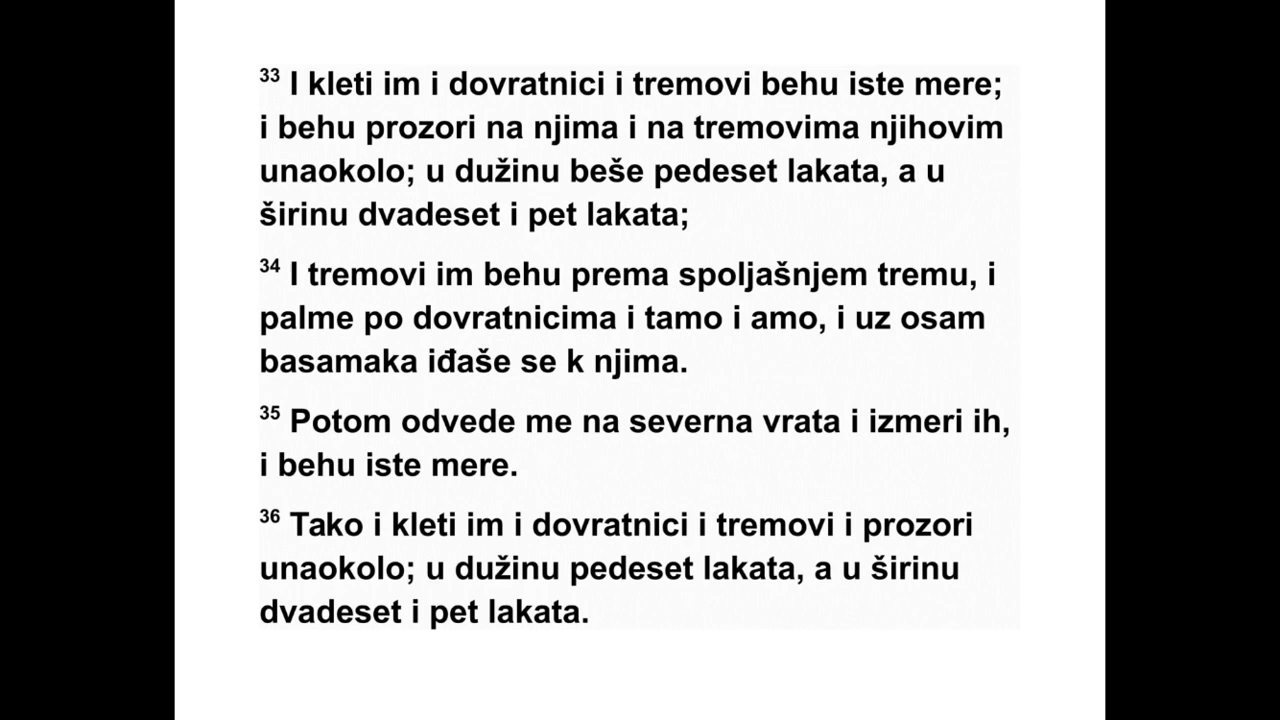 33 I kleti im i dovratnici i tremovi behu iste mere;
i behu prozori na njima i na tremovima njihovim
unaokolo; u dužinu beše pedeset lakata, a u
širinu dvadeset i pet lakata;
34 I tremovi im behu prema spoljašnjem tremu, i
palme po dovratnicima i tamo i amo, i uz osam
basamaka iđaše se k njima.
35 Potom odvede me na severna vrata i izmeri ih,
i behu iste mere.
36 Tako i kleti im i dovratnici i tremovi i prozori
unaokolo; u dužinu pedeset lakata, a u širinu
dvadeset i pet lakata.